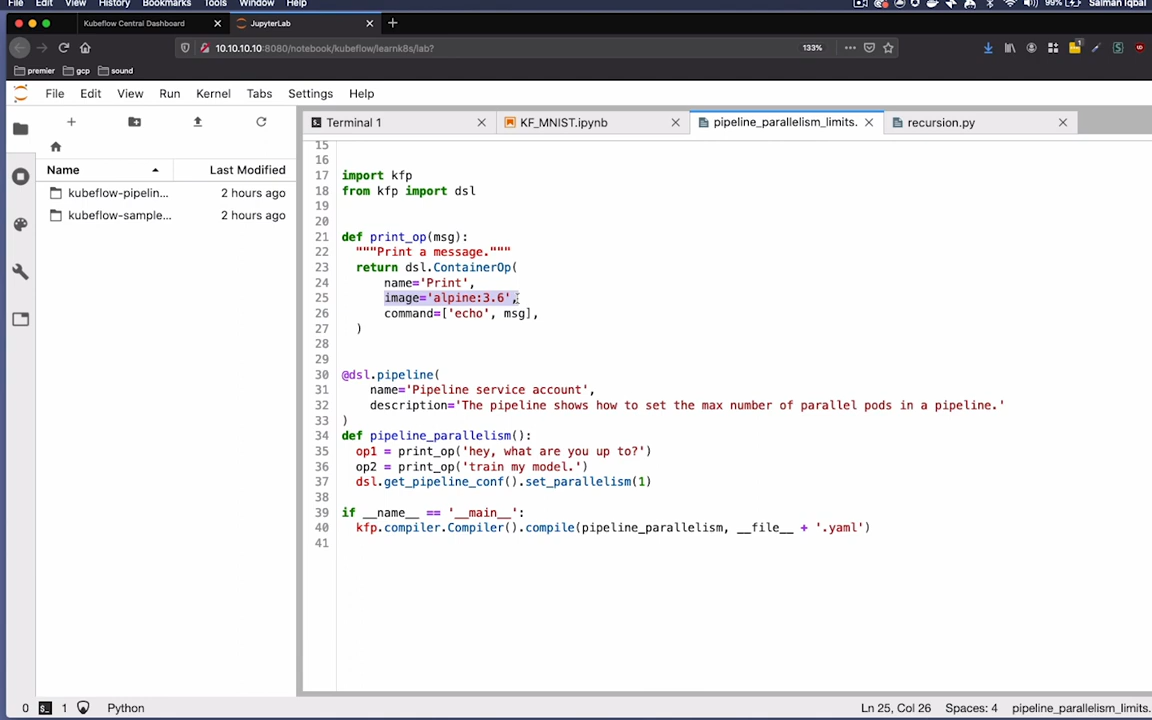 Edit View History Bookmarks Tools Window Help 99% Salman Iqbal
Kubeflow Central Dashboard JupyterLab
10.10.10.10:8080/notebook/kubeflow/learnk8s/lab? 133%
premier gcp sound
File Edit View Run Kernel Tabs Settings Help
Terminal 1 KF_MNIST.ipynb pipeline_parallelism_limits. recursion.py
Name Last Modified
kubeflow-pipelin... 2 hours ago
kubeflow-sample... 2 hours ago
15
16
17 import kfp
18 from kfp import dsl
19
20
21 def print_op(msg):
22 """Print a message."""
23 return dsl.ContainerOp(
24 name='Print',
25 image='alpine:3.6',
26 command=['echo', msg],
27 )
28
29
30 @dsl.pipeline(
31 name='Pipeline service account',
32 description='The pipeline shows how to set the max number of parallel pods in a pipeline.'
33 )
34 def pipeline_parallelism():
35 op1 = print_op('hey, what are you up to?')
36 op2 = print_op('train my model.')
37 dsl.get_pipeline_conf().set_parallelism(1)
38
39 if __name__ == '__main__':
40 kfp.compiler.Compiler().compile(pipeline_parallelism, __file__ + '.yaml')
41
0 1 Python Ln 25, Col 26 Spaces: 4 pipeline_parallelism_limits.